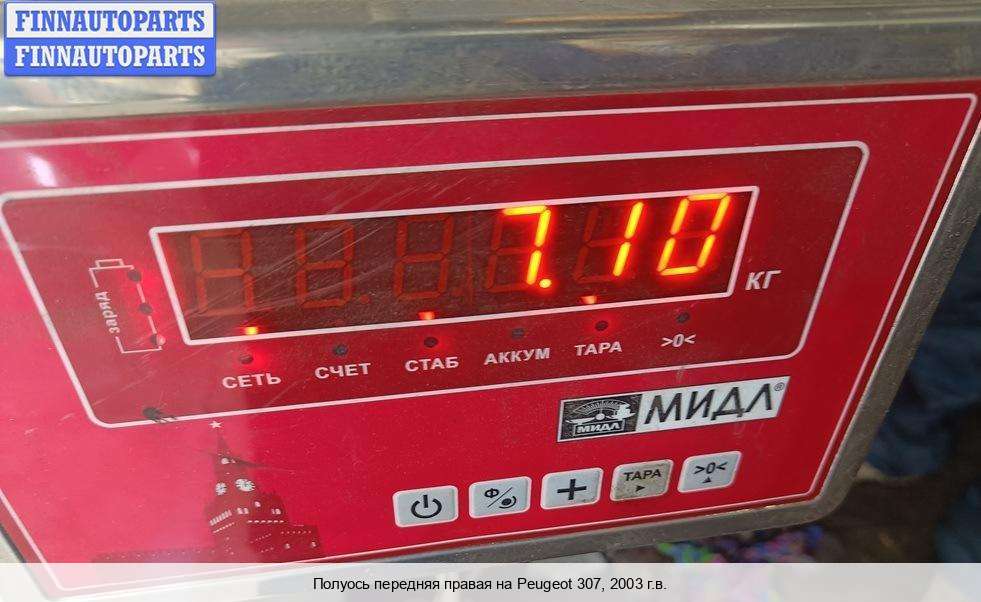 FINNAUTOPARTS
FINNAUTOPARTS
7.10
КГ
заряд
СЕТЬ СЧЕТ СТАБ АККУМ ТАРА >0<
МИДЛ МИДЛ®
Ф/ + ТАРА >0<
Полуось передняя правая на Peugeot 307, 2003 г.в.